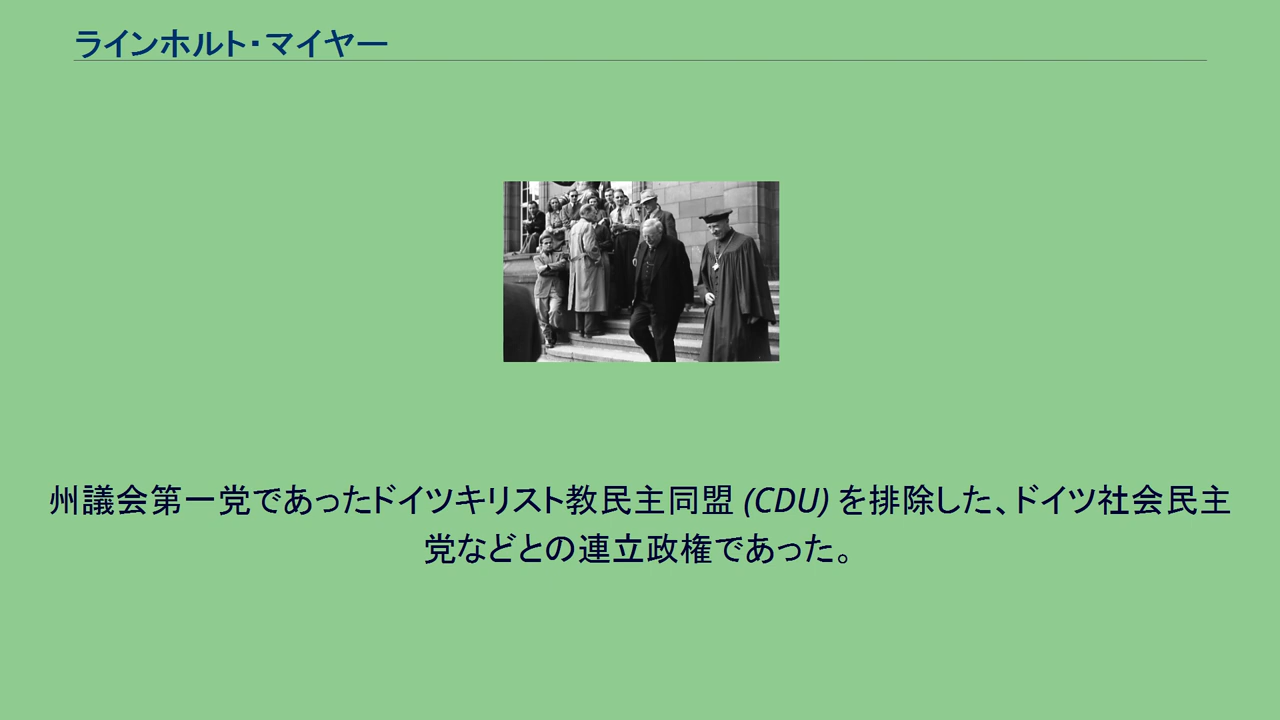 ラインホルト・マイヤー
州議会第一党であったドイツキリスト教民主同盟 (CDU) を排除した、ドイツ社会民主
党などとの連立政権であった。